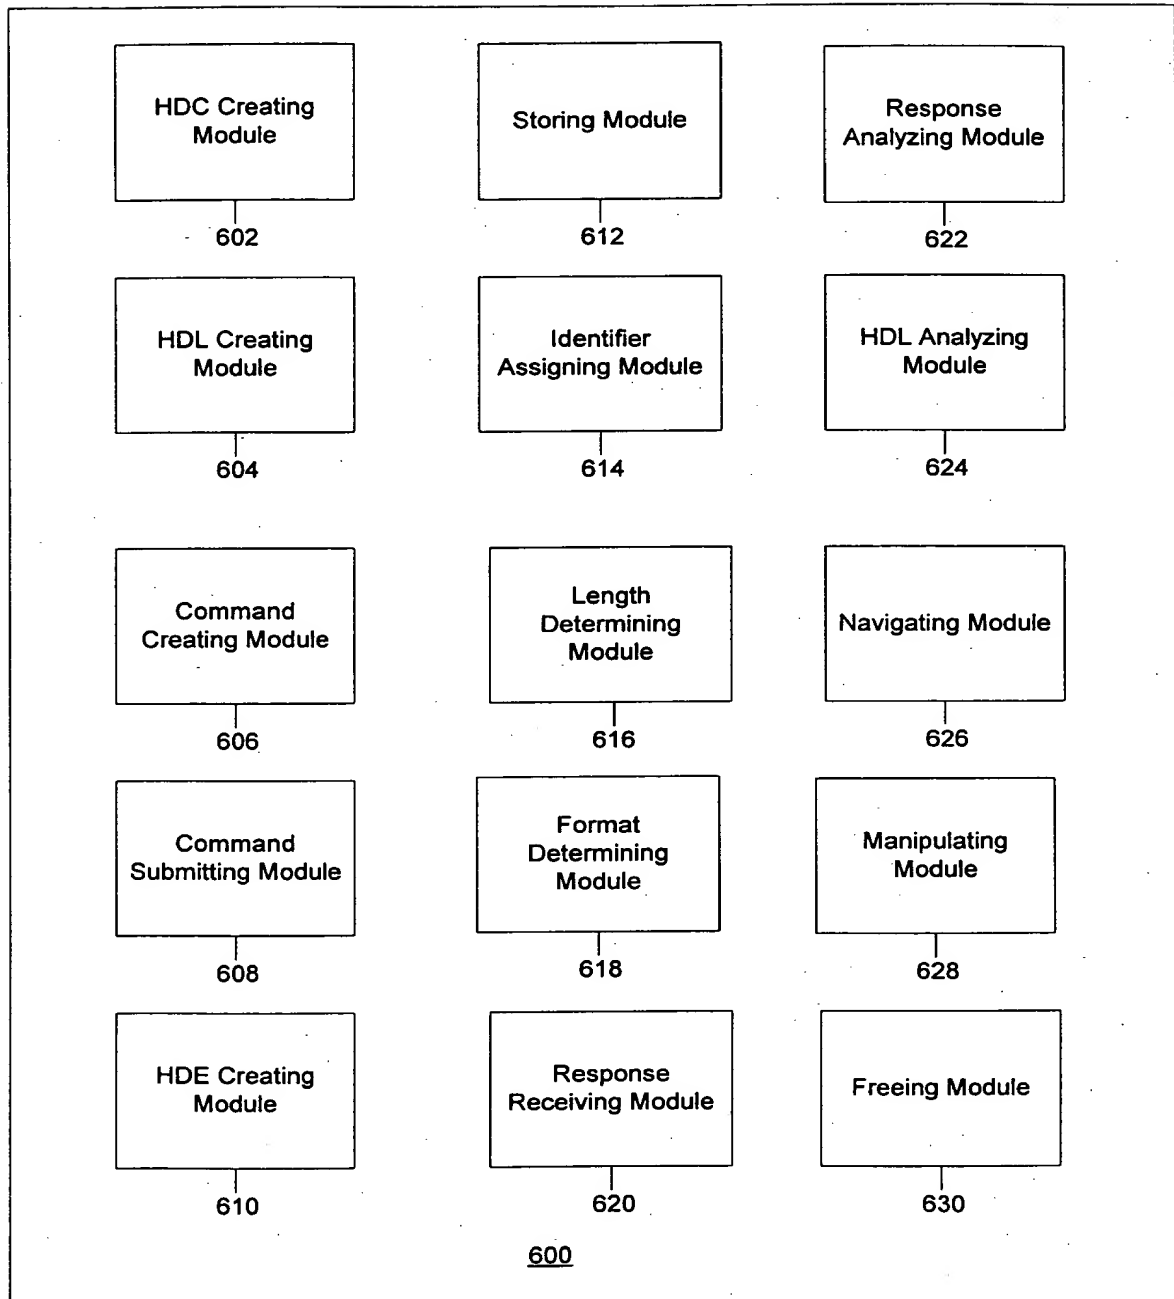 HDC Creating
Module
602
Storing Module
612
Response
Analyzing Module
622
HDL Creating
Module
604
Identifier
Assigning Module
614
HDL Analyzing
Module
624
Command
Creating Module
606
Length
Determining
Module
616
Navigating Module
626
Command
Submitting Module
608
Format
Determining
Module
618
Manipulating
Module
628
HDE Creating
Module
610
Response
Receiving Module
620
Freeing Module
630
600